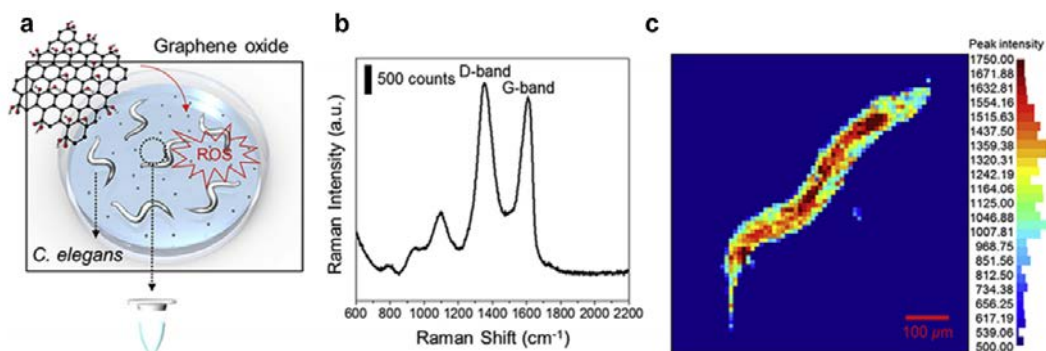 a
Graphene oxide
ROS
C. elegans
b
500 counts
D-band
G-band
Raman Intensity (a.u.)
600 800 1000 1200 1400 1600 1800 2000 2200
Raman Shift (cm⁻¹)
c
100 µm
Peak intensity
1750.00
1671.88
1632.81
1554.16
1515.63
1437.50
1359.38
1320.31
1242.19
1164.06
1125.00
1046.88
1007.81
968.75
851.56
812.50
734.38
656.25
617.19
539.06
500.00